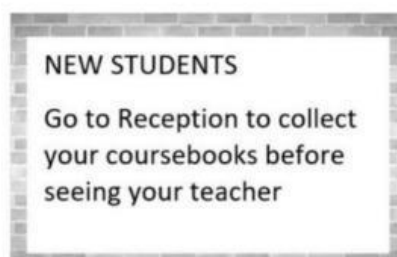 NEW STUDENTS
Go to Reception to collect
your coursebooks before
seeing your teacher